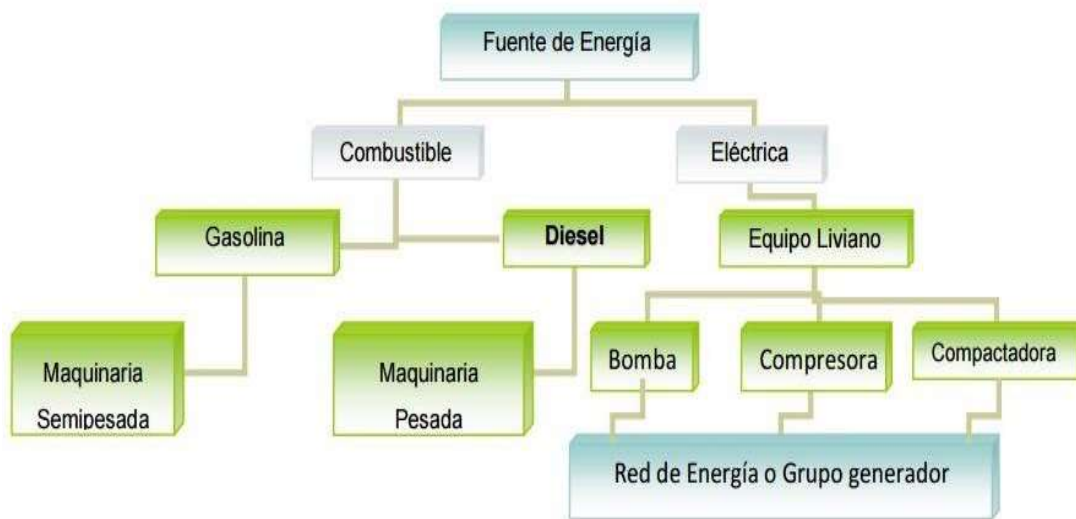 Fuente de Energía
Combustible
Eléctrica
Gasolina
Diesel
Equipo Liviano
Maquinaria
Semipesada
Maquinaria
Pesada
Bomba
Compresora
Compactadora
Red de Energía o Grupo generador